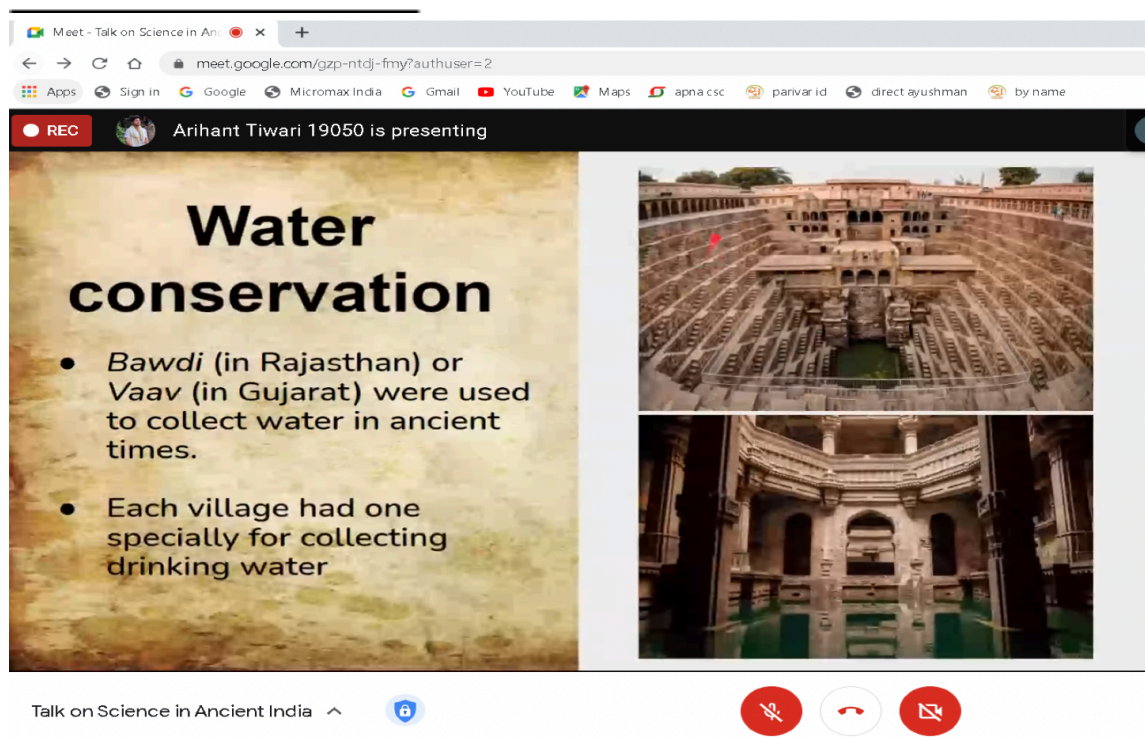 Meet - Talk on Science in An
meet.google.com/gzp-ntdj-fmy?authuser=2
Apps Sign in Google Micromax India Gmail YouTube Maps apna csc parivar id direct ayushman by name
REC Arihant Tiwari 19050 is presenting
Water
conservation
● Bawdi (in Rajasthan) or
Vaav (in Gujarat) were used
to collect water in ancient
times.
● Each village had one
specially for collecting
drinking water
Talk on Science in Ancient India